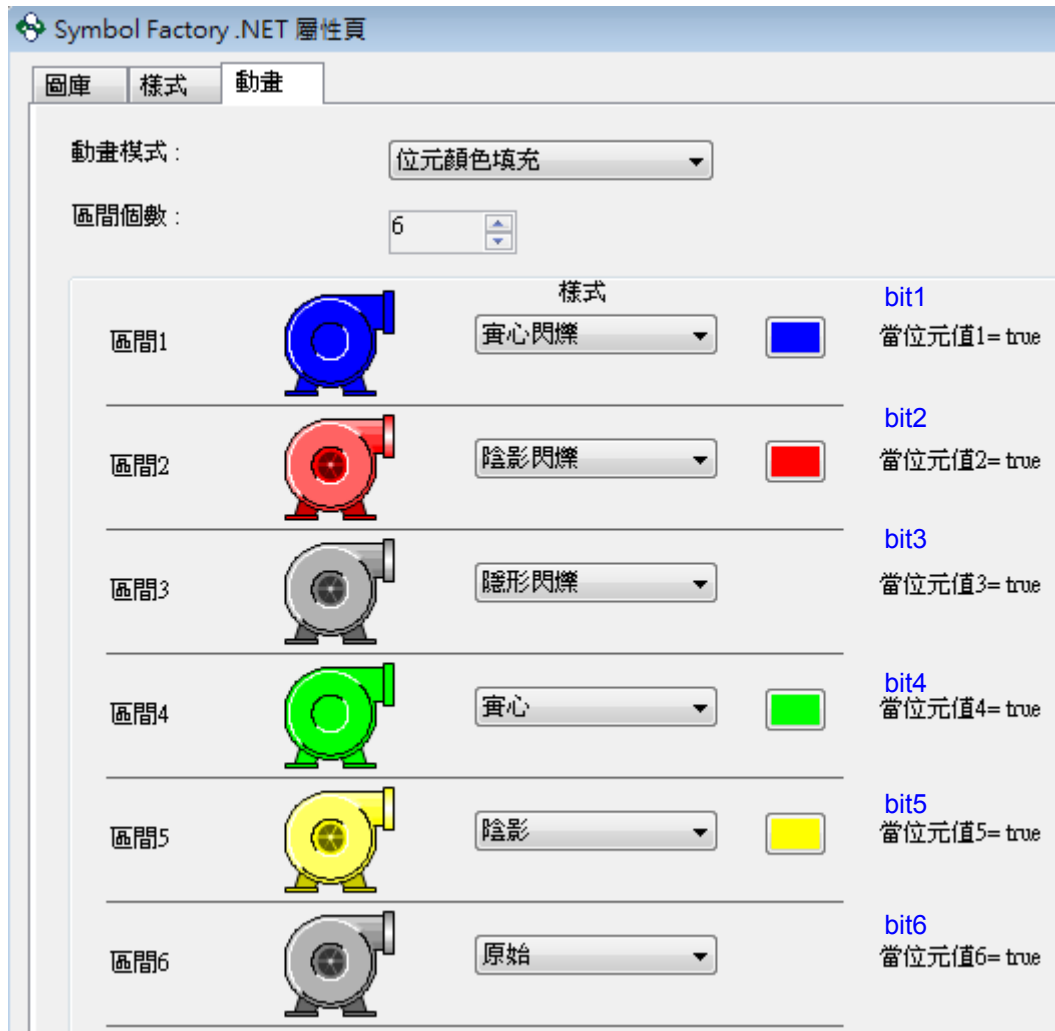 Symbol Factory .NET 屬性頁
圖庫 樣式 動畫
動畫模式 : 位元顏色填充
區間個數 : 6
樣式
bit1
區間1 實心閃爍 當位元值1= true
bit2
區間2 陰影閃爍 當位元值2= true
bit3
區間3 隱形閃爍 當位元值3= true
bit4
區間4 實心 當位元值4= true
bit5
區間5 陰影 當位元值5= true
bit6
區間6 原始 當位元值6= true